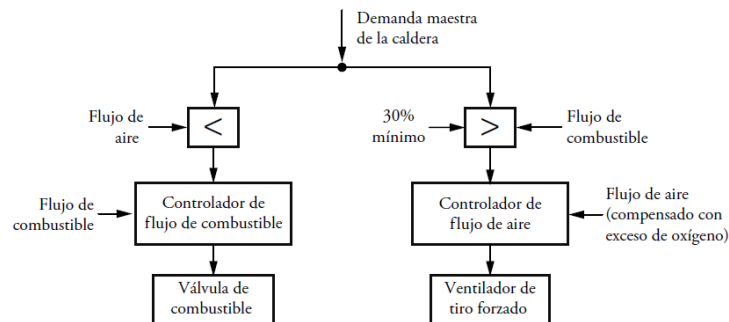 Demanda maestra
de la caldera
Flujo de
aire
<
30%
mínimo
>
Flujo de
combustible
Flujo de
combustible
Controlador de
flujo de combustible
Controlador de
flujo de aire
Flujo de aire
(compensado con
exceso de oxígeno)
Válvula de
combustible
Ventilador de
tiro forzado